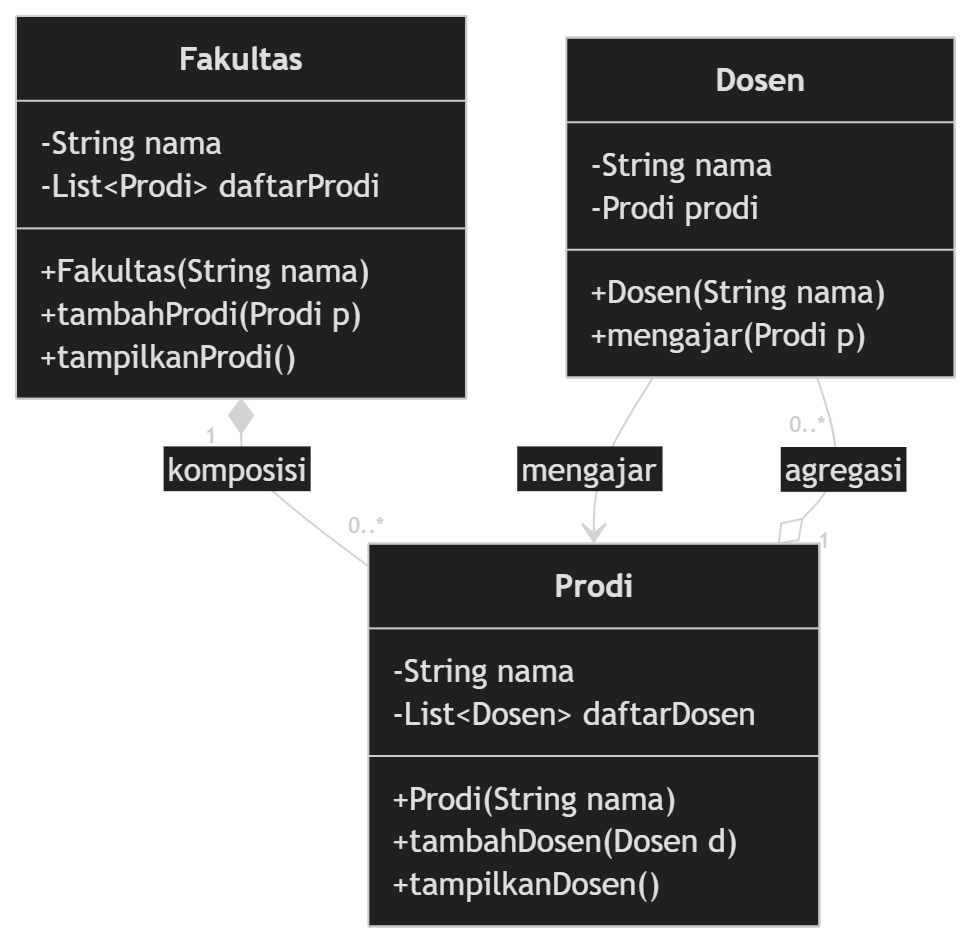 Fakultas
-String nama
-List<Prodi> daftarProdi
+Fakultas(String nama)
+tambahProdi(Prodi p)
+tampilkanProdi()
Dosen
-String nama
-Prodi prodi
+Dosen(String nama)
+mengajar(Prodi p)
1
komposisi
0..*
mengajar
0..*
agregasi
1
Prodi
-String nama
-List<Dosen> daftarDosen
+Prodi(String nama)
+tambahDosen(Dosen d)
+tampilkanDosen()